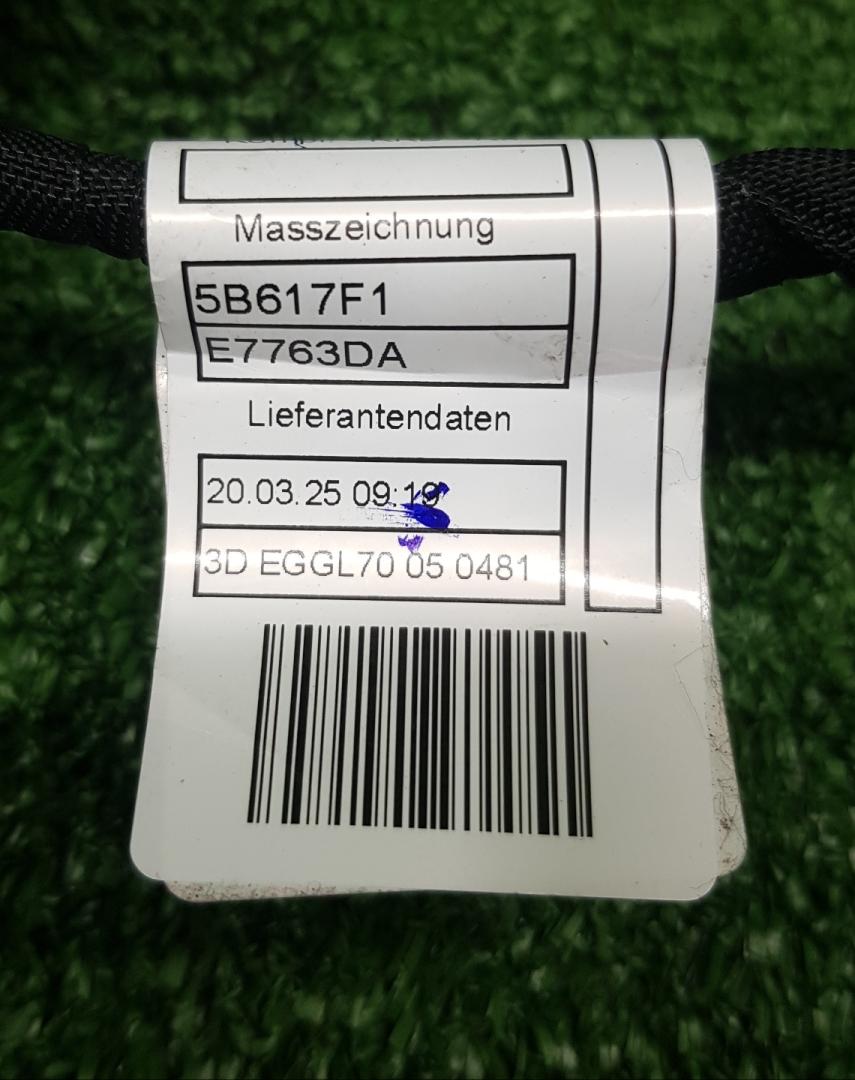 Masszeichnung
5B617F1
E7763DA
Lieferantendaten
20.03.25 09:19
3D EGGL70 05 0481